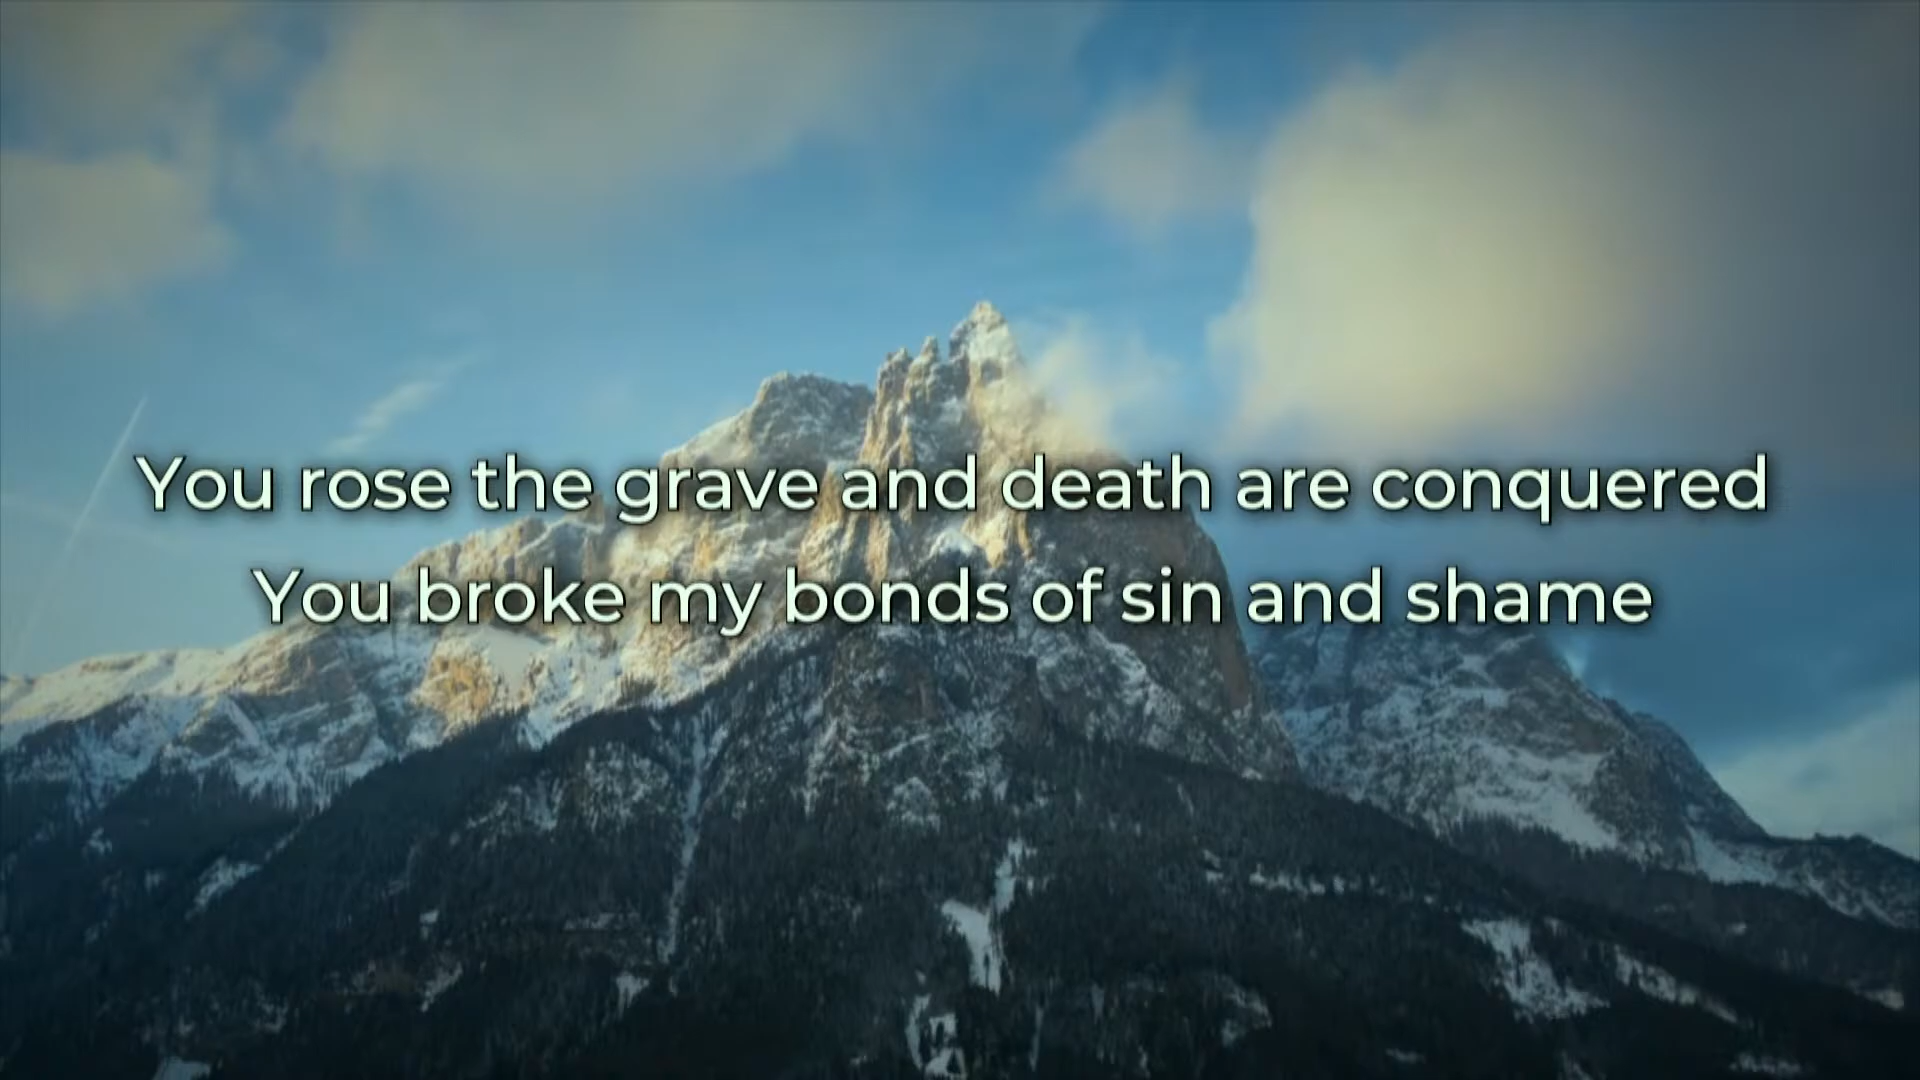 You rose the grave and death are conquered
You broke my bonds of sin and shame